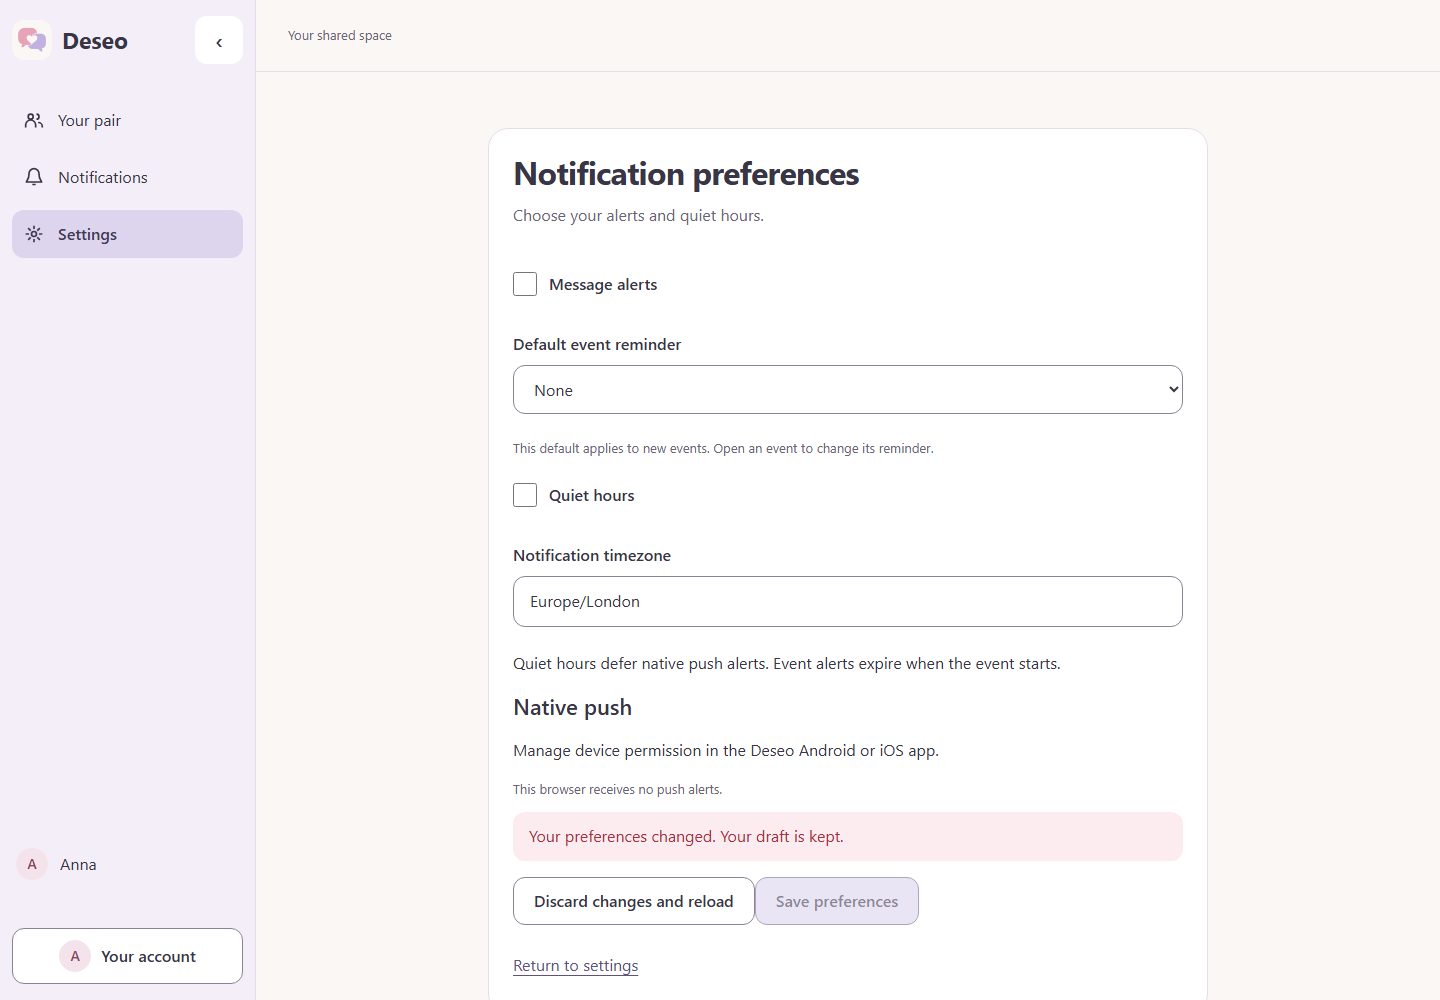 Deseo
‹
Your shared space
Your pair
Notifications
Settings
Notification preferences
Choose your alerts and quiet hours.
Message alerts
Default event reminder
None
This default applies to new events. Open an event to change its reminder.
Quiet hours
Notification timezone
Europe/London
Quiet hours defer native push alerts. Event alerts expire when the event starts.
Native push
Manage device permission in the Deseo Android or iOS app.
This browser receives no push alerts.
Your preferences changed. Your draft is kept.
Discard changes and reload
Save preferences
Return to settings
A Anna
A Your account